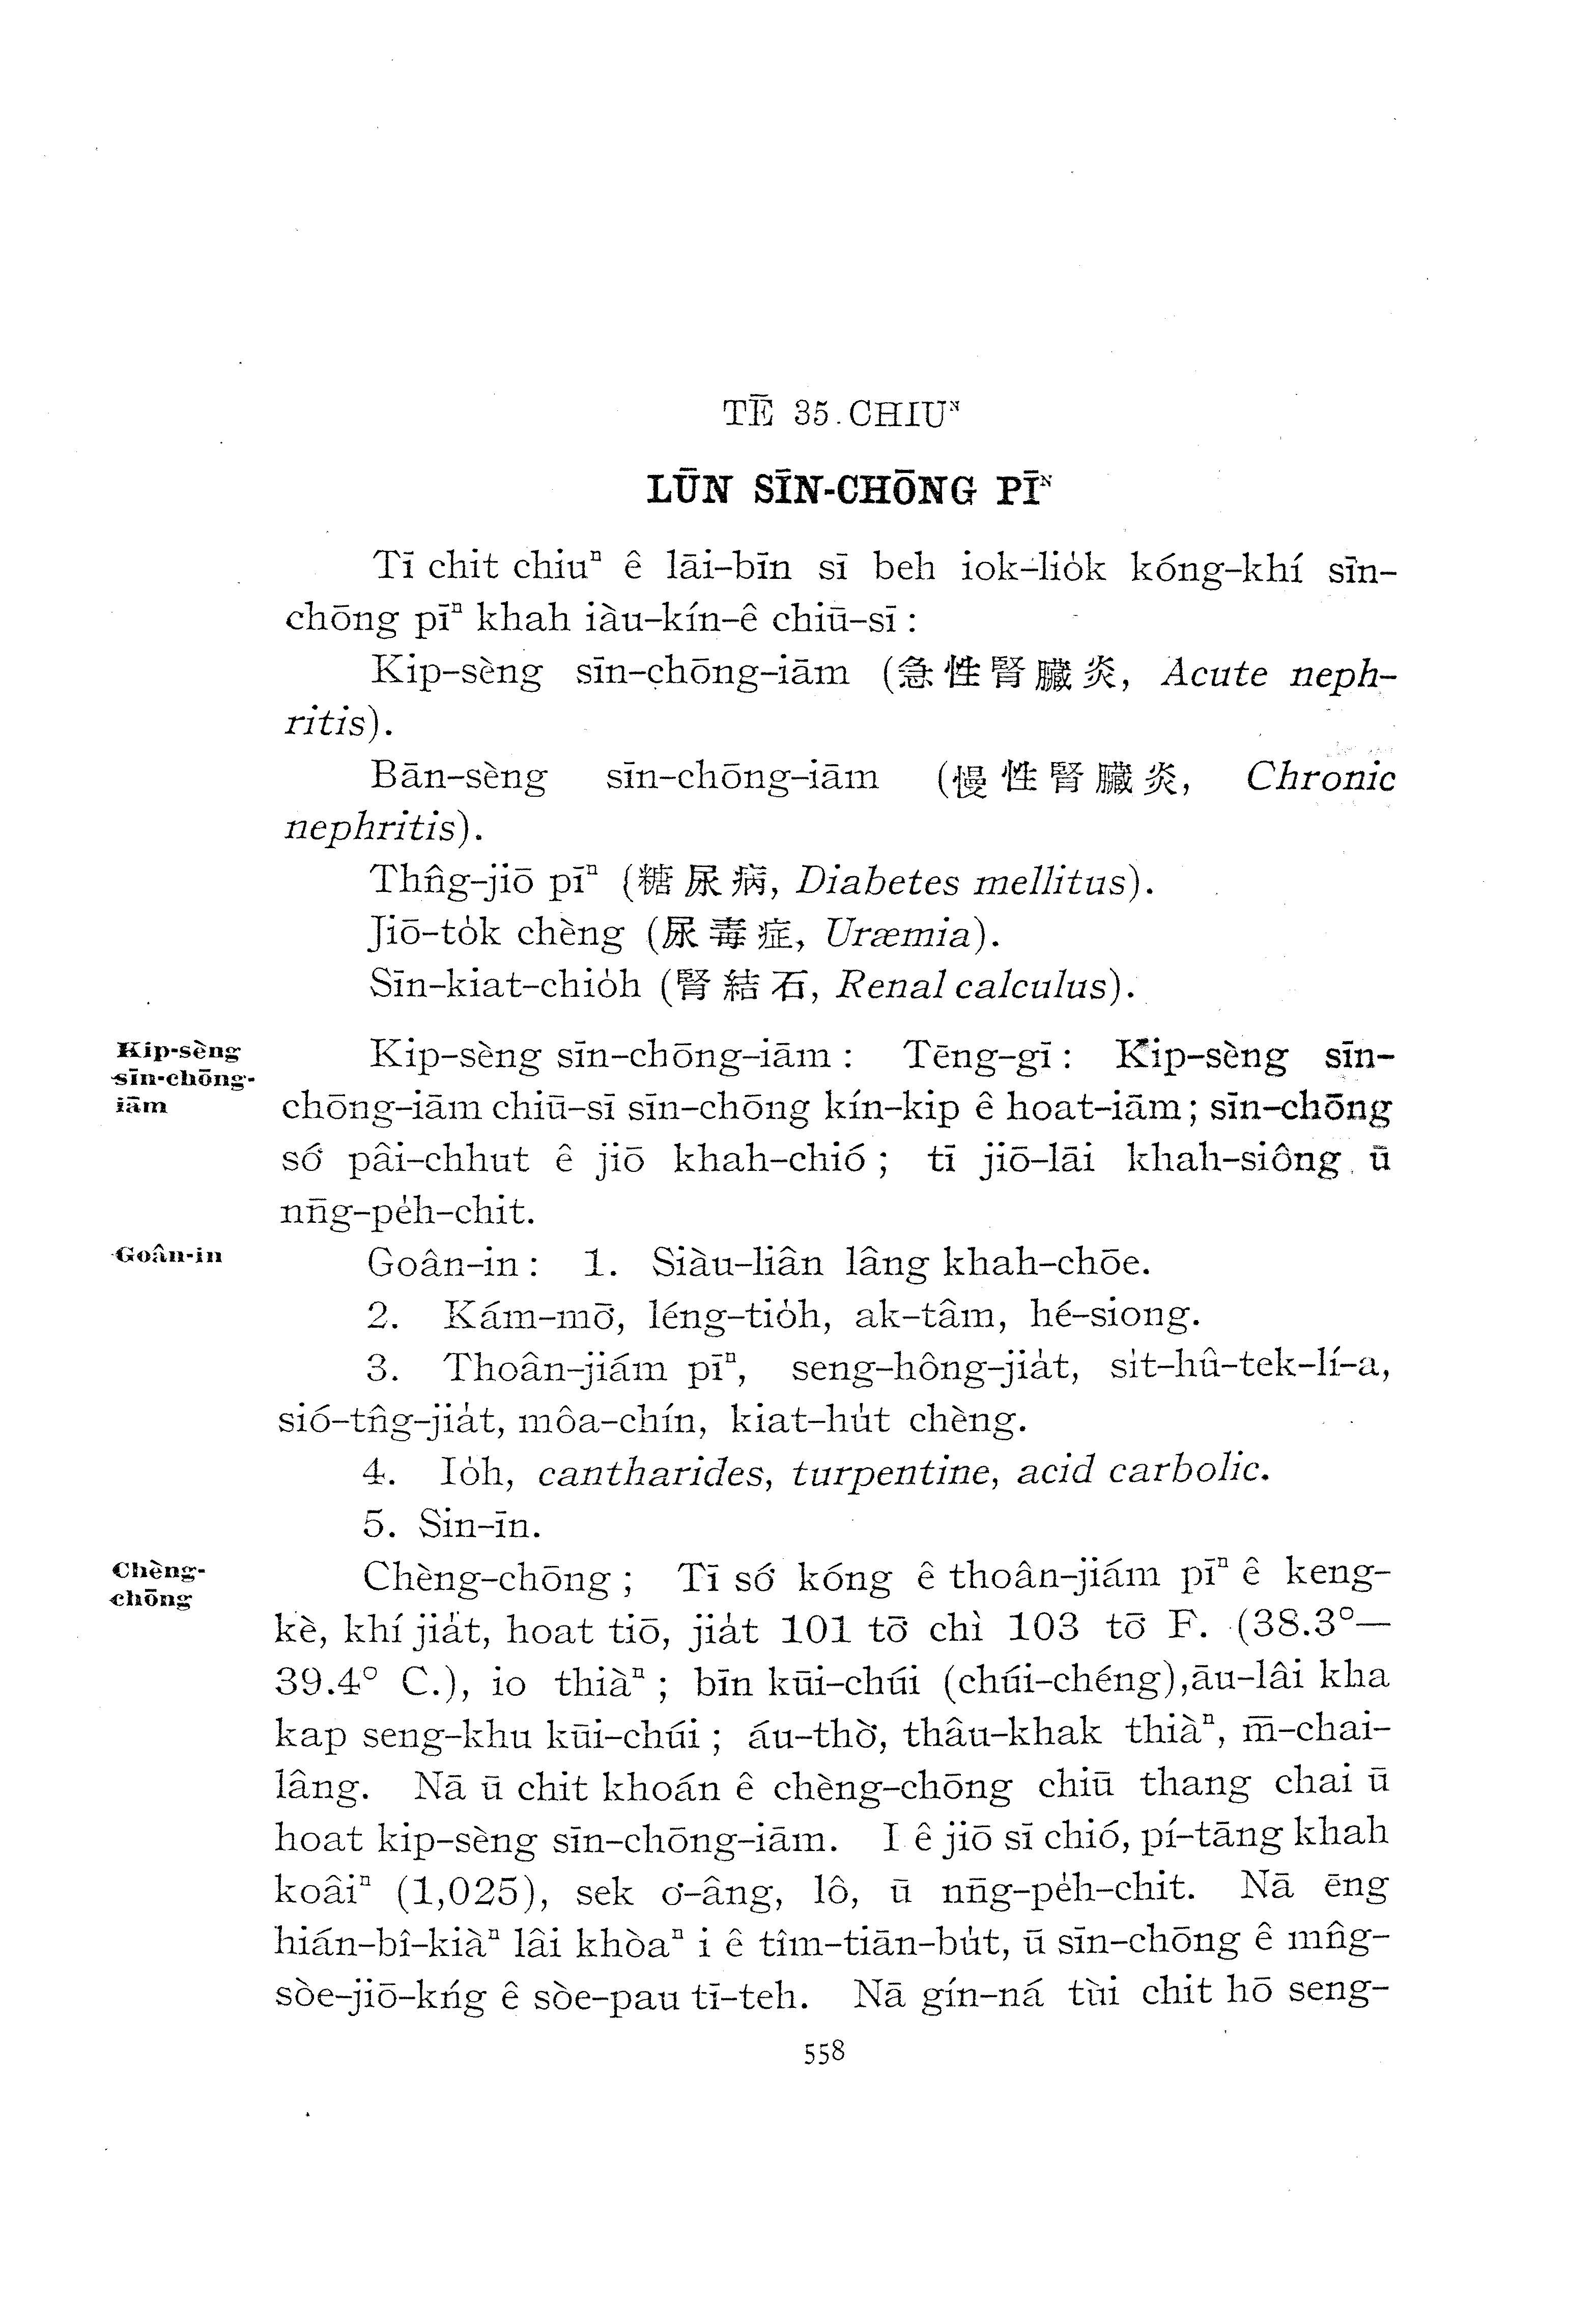 TĒ 35. CHIUᴺ
LŪN SĪN-CHŌNG PĪᴺ
Tī chit chiuⁿ ê lāi-bīn sī beh iok-lio̍k kóng-khí sīn-
chōng pīⁿ khah iàu-kín-ê chiū-sī :
Kip-sèng sīn-chōng-iām (急性腎臟炎, Acute neph-
ritis).
Bān-sèng sīn-chōng-iām (慢性腎臟炎, Chronic
nephritis).
Thn̂g-jiō pīⁿ (糖尿病, Diabetes mellitus).
Jiō-to̍k chèng (尿毒症, Uræmia).
Sīn-kiat-chio̍h (腎結石, Renal calculus).
Kip-sèng
sīn-chōng-
iām
Kip-sèng sīn-chōng-iām : Tēng-gī : Kip-sèng sīn-
chōng-iām chiū-sī sīn-chōng kín-kip ê hoat-iām; sīn-chōng
só͘ pâi-chhut ê jiō khah-chió ; tī jiō-lāi khah-siông ū
nn̄g-pe̍h-chit.
Goân-in
Goân-in : 1. Siàu-liân lâng khah-chōe.
2. Kám-mō͘, léng-tio̍h, ak-tâm, hé-siong.
3. Thoân-jiám pīⁿ, seng-hông-jia̍t, si̍t-hû-tek-lí-a,
sió-tn̂g-jia̍t, môa-chín, kiat-hu̍t chèng.
4. Io̍h, cantharides, turpentine, acid carbolic.
5. Sin-īn.
Chèng-
chōng
Chèng-chōng ; Tī só͘ kóng ê thoân-jiám pīⁿ ê keng-
kè, khí jia̍t, hoat tiō, jia̍t 101 tō͘ chì 103 tō͘ F. (38.3°—
39.4° C.), io thiàⁿ ; bīn kūi-chúi (chúi-chéng),āu-lâi kha
kap seng-khu kūi-chúi ; áu-thò͘, thâu-khak thiàⁿ, m̄-chai-
lâng. Nā ū chit khoán ê chèng-chōng chiū thang chai ū
hoat kip-sèng sīn-chōng-iām. I ê jiō sī chió, pí-tāng khah
koâiⁿ (1,025), sek o͘-âng, lô, ū nn̄g-pe̍h-chit. Nā ēng
hián-bî-kiàⁿ lâi khòaⁿ i ê tîm-tiān-bu̍t, ū sīn-chōng ê mn̂g-
sòe-jiō-kńg ê sòe-pau tī-teh. Nā gín-ná tùi chit hō seng-
558